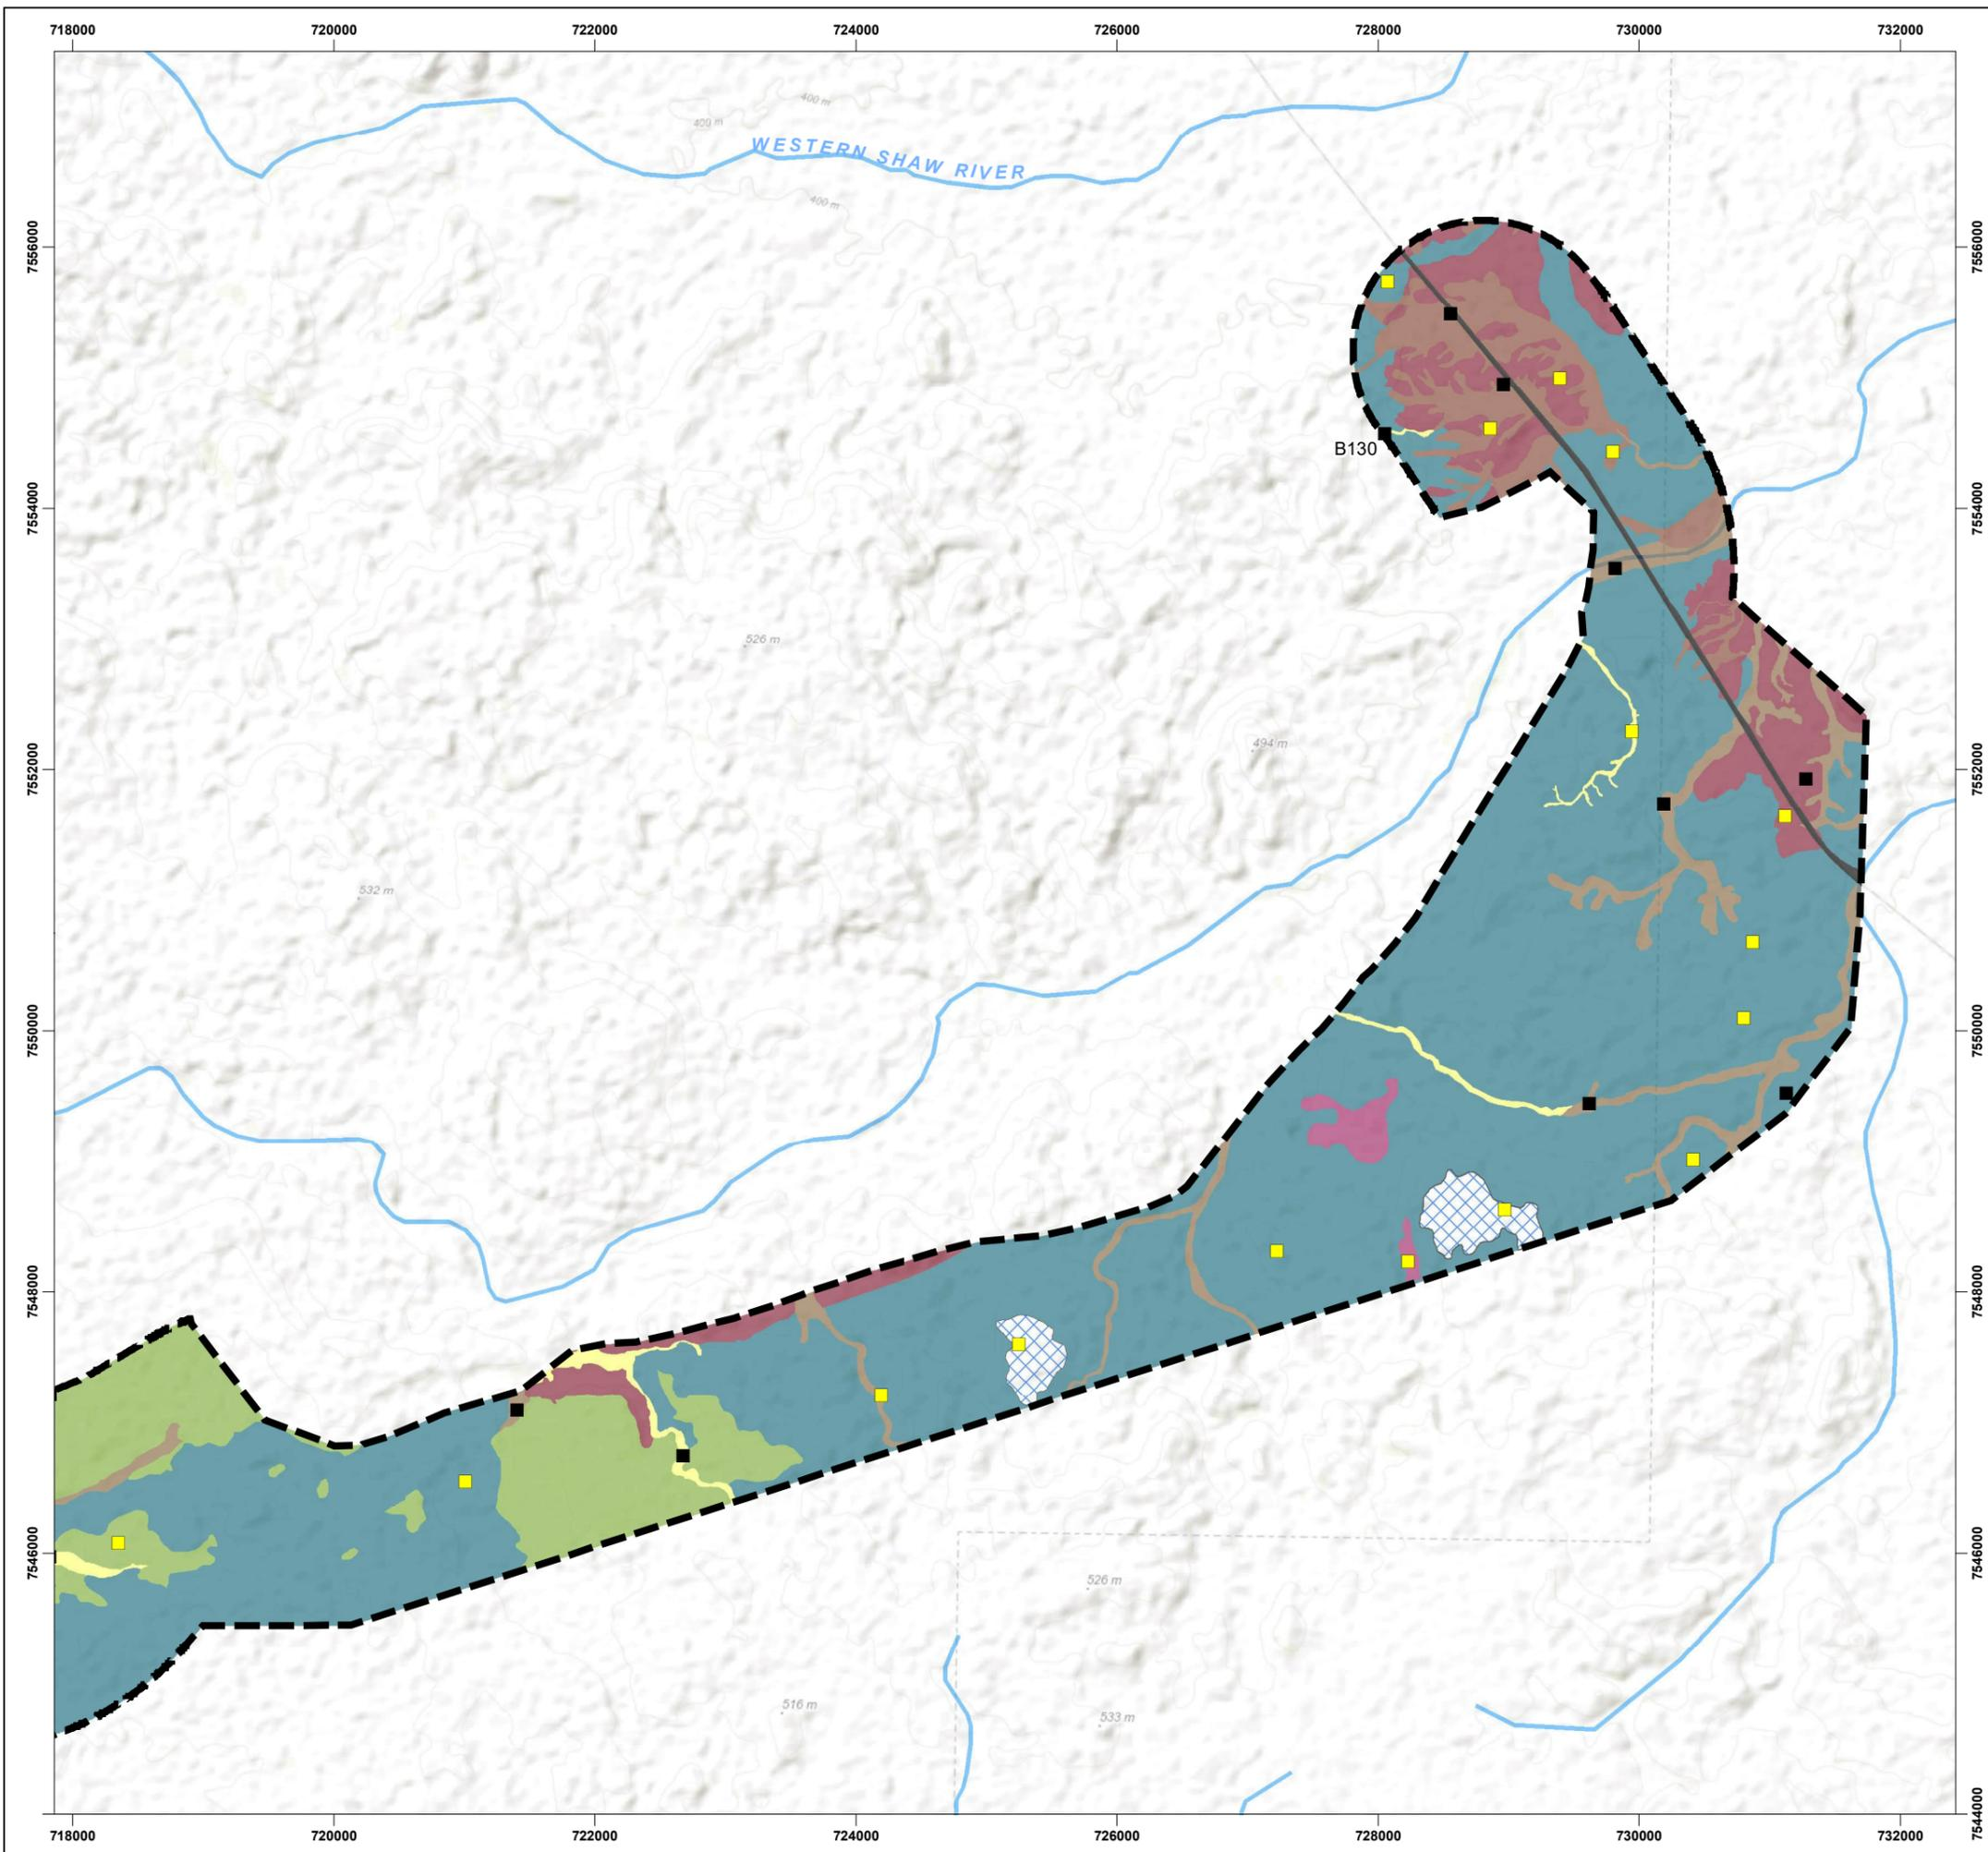 718000 720000 722000 724000 726000 728000 730000 732000
400 m
400 m
WESTERN SHAW RIVER
400 m
7556000 7556000
B130
7554000 7554000
526 m
494 m
7552000 7552000
532 m
7550000 7550000
7548000 7548000
7546000 7546000
526 m
516 m
533 m
7544000
718000 720000 722000 724000 726000 728000 730000 732000